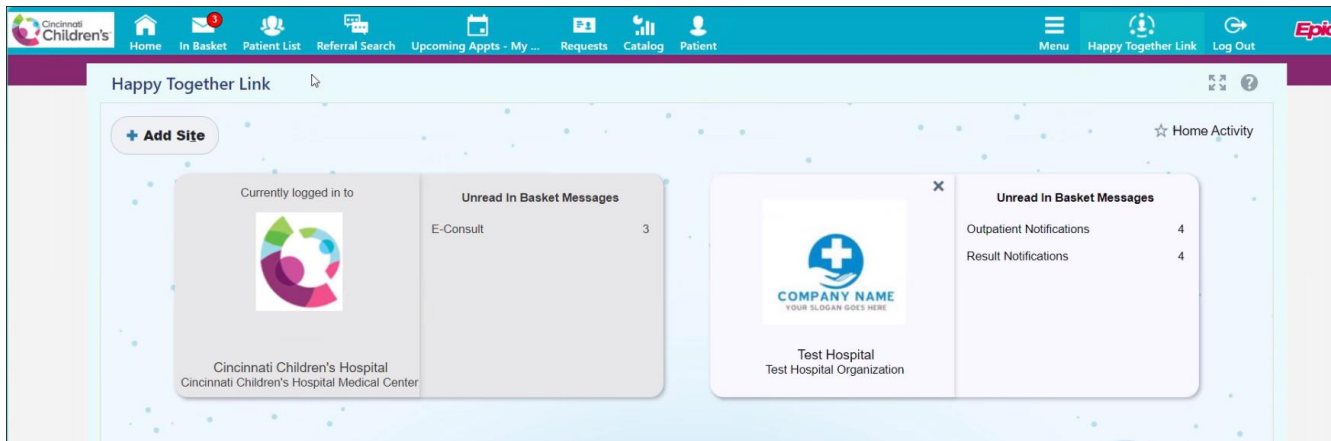 Cincinnati
Children's
Home
3
In Basket
Patient List
Referral Search
Upcoming Appts - My ...
Requests
Catalog
Patient
Menu
Happy Together Link
Log Out
Epic
Happy Together Link
?
+ Add Site
☆ Home Activity
Currently logged in to
Cincinnati Children's Hospital
Cincinnati Children's Hospital Medical Center
Unread In Basket Messages
E-Consult 3
COMPANY NAME
YOUR SLOGAN GOES HERE
Test Hospital
Test Hospital Organization
Unread In Basket Messages
Outpatient Notifications 4
Result Notifications 4